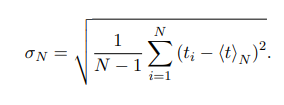 σ_N = √( 1/(N − 1) ∑_{i=1}^{N} (t_i − ⟨t⟩_N)² ).